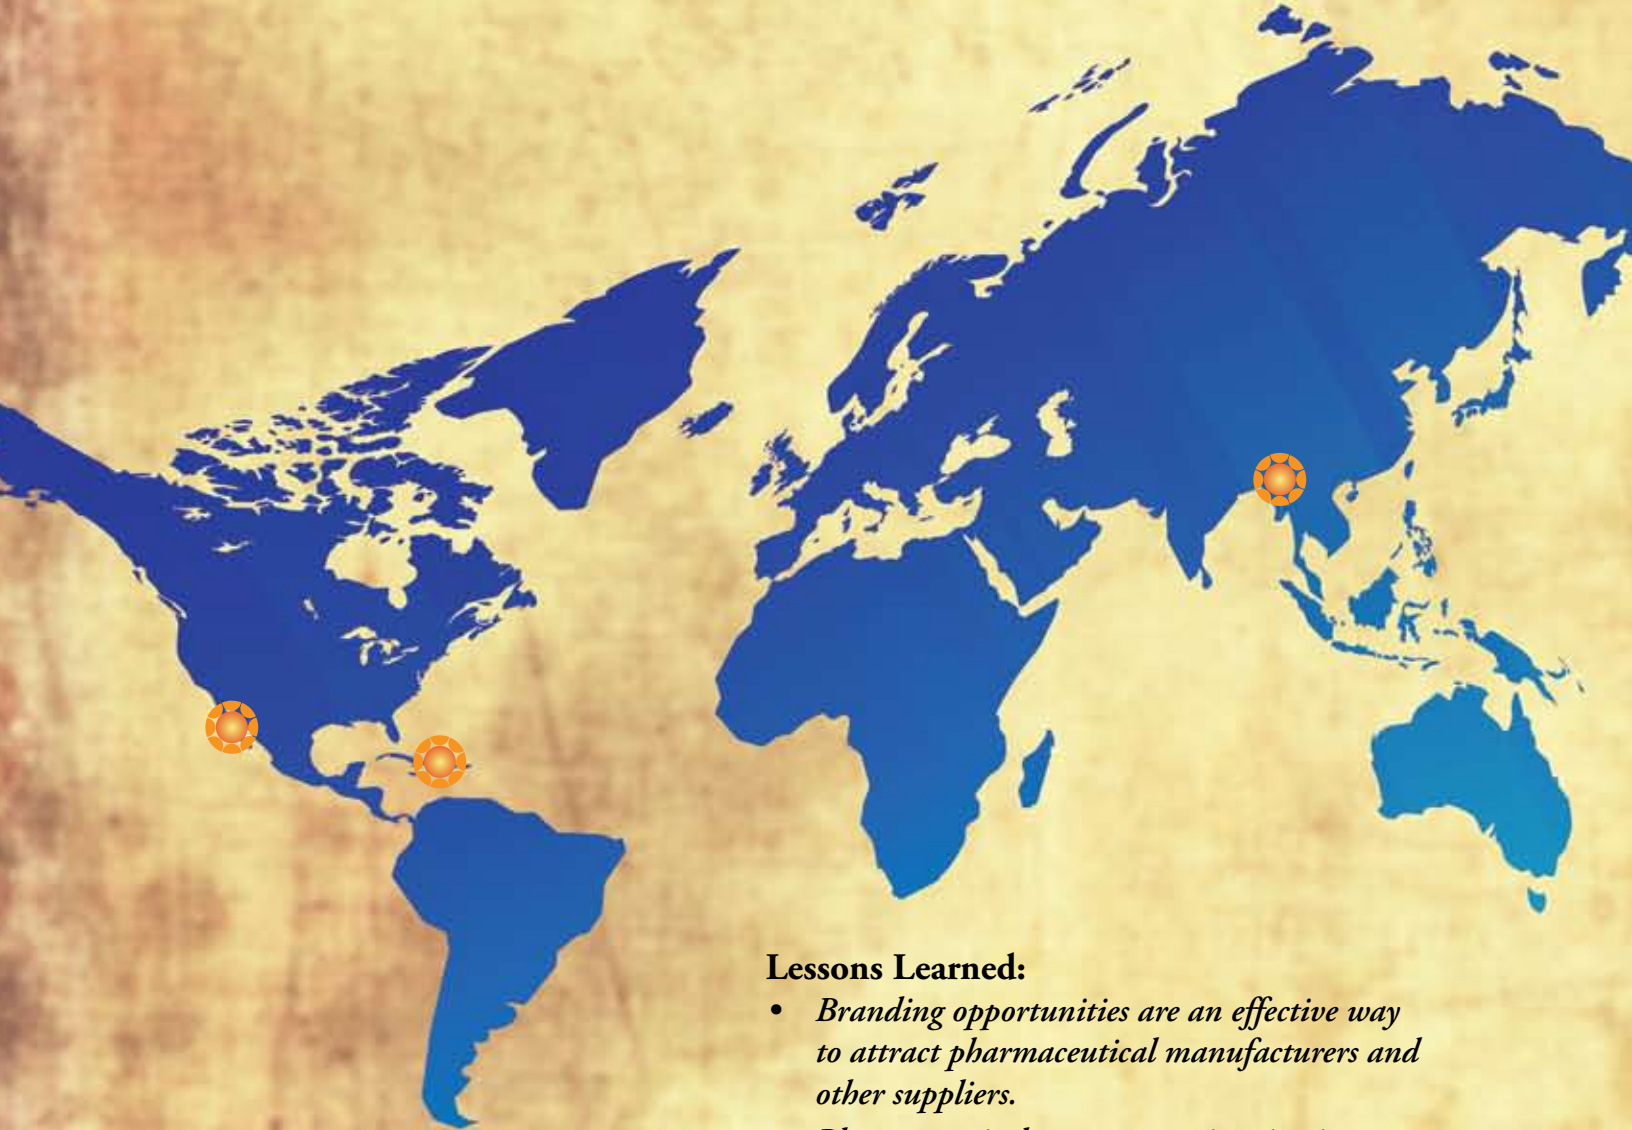 Lessons Learned:
• Branding opportunities are an effective way
to attract pharmaceutical manufacturers and
other suppliers.